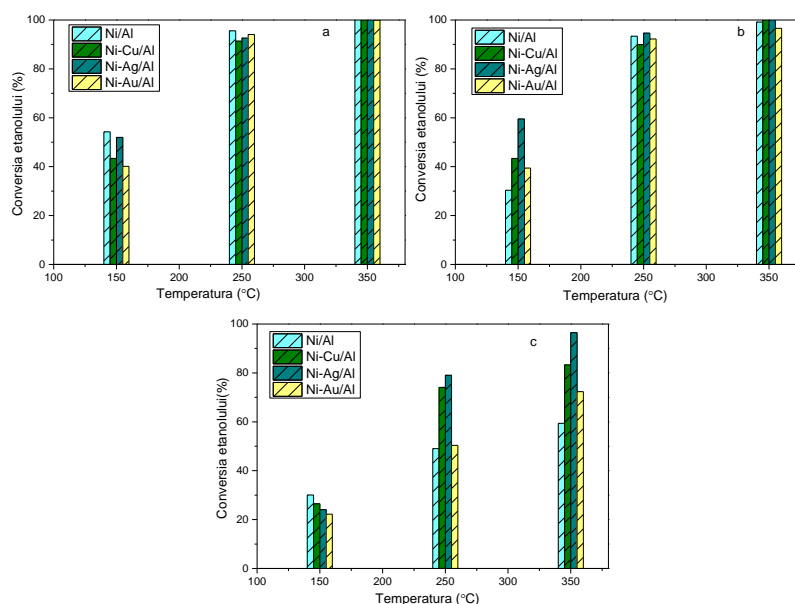 a
Ni/Al
Ni-Cu/Al
Ni-Ag/Al
Ni-Au/Al
Conversia etanolului (%)
100
80
60
40
20
0
100 150 200 250 300 350
Temperatura (°C)
b
Ni/Al
Ni-Cu/Al
Ni-Ag/Al
Ni-Au/Al
Conversia etanolului (%)
100
80
60
40
20
0
100 150 200 250 300 350
Temperatura (°C)
c
Ni/Al
Ni-Cu/Al
Ni-Ag/Al
Ni-Au/Al
Conversia etanolului(%)
100
80
60
40
20
0
100 150 200 250 300 350
Temperatura (°C)